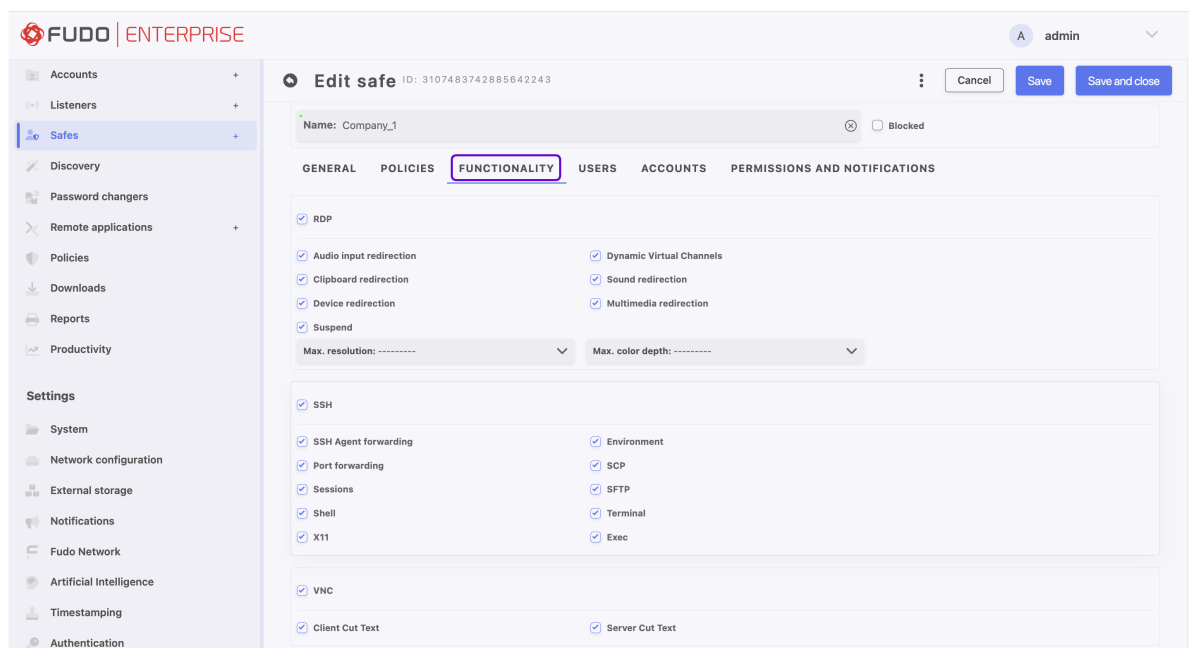 FUDO ENTERPRISE
A admin
Accounts +
Listeners +
Safes +
Discovery
Password changers
Remote applications +
Policies
Downloads
Reports
Productivity
Settings
System
Network configuration
External storage
Notifications
Fudo Network
Artificial Intelligence
Timestamping
Authentication
Edit safe ID: 3107483742885642243
Cancel Save Save and close
Name: Company_1 Blocked
GENERAL POLICIES FUNCTIONALITY USERS ACCOUNTS PERMISSIONS AND NOTIFICATIONS
RDP
Audio input redirection Dynamic Virtual Channels
Clipboard redirection Sound redirection
Device redirection Multimedia redirection
Suspend
Max. resolution: --------- Max. color depth: ---------
SSH
SSH Agent forwarding Environment
Port forwarding SCP
Sessions SFTP
Shell Terminal
X11 Exec
VNC
Client Cut Text Server Cut Text